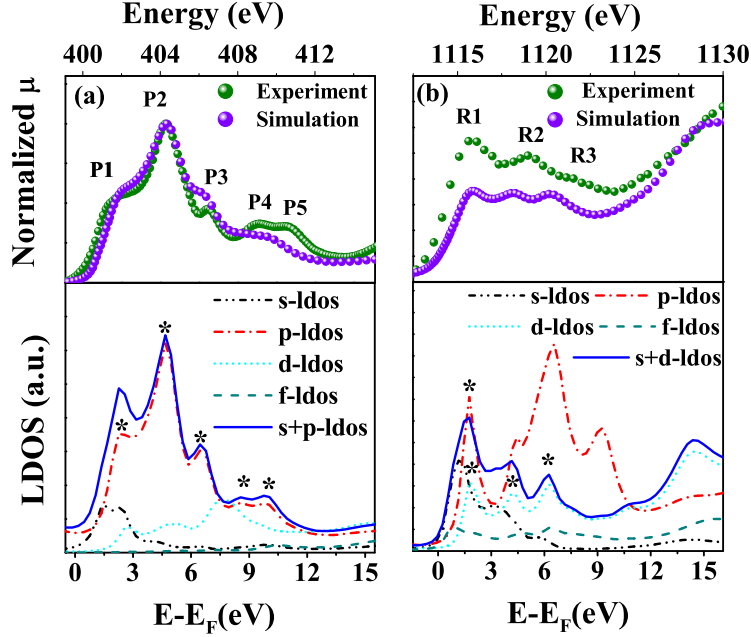 Energy (eV)
400 404 408 412
(a)
P2
Experiment
Simulation
P1
P3
P4
P5
Normalized μ
s-ldos
p-ldos
d-ldos
f-ldos
s+p-ldos
*
*
*
*
*
LDOS (a.u.)
0 3 6 9 12 15
E-EF(eV)
Energy (eV)
1115 1120 1125 1130
(b)
Experiment
Simulation
R1
R2
R3
s-ldos p-ldos
d-ldos f-ldos
s+d-ldos
*
*
*
*
0 3 6 9 12 15
E-EF(eV)